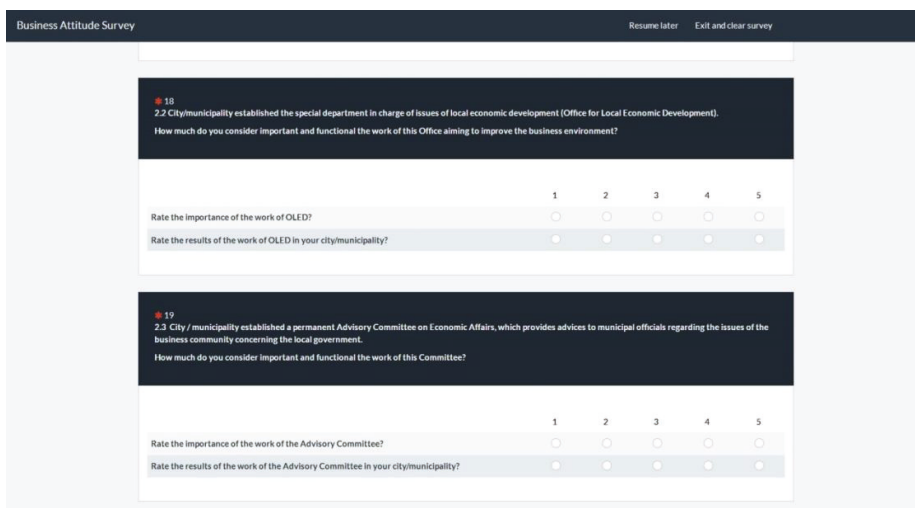 Business Attitude Survey
Resume later Exit and clear survey
18
2.2 City/municipality established the special department in charge of issues of local economic development (Office for Local Economic Development).
How much do you consider important and functional the work of this Office aiming to improve the business environment?
1 2 3 4 5
Rate the importance of the work of OLED?
Rate the results of the work of OLED in your city/municipality?
19
2.3 City / municipality established a permanent Advisory Committee on Economic Affairs, which provides advices to municipal officials regarding the issues of the
business community concerning the local government.
How much do you consider important and functional the work of this Committee?
1 2 3 4 5
Rate the importance of the work of the Advisory Committee?
Rate the results of the work of the Advisory Committee in your city/municipality?